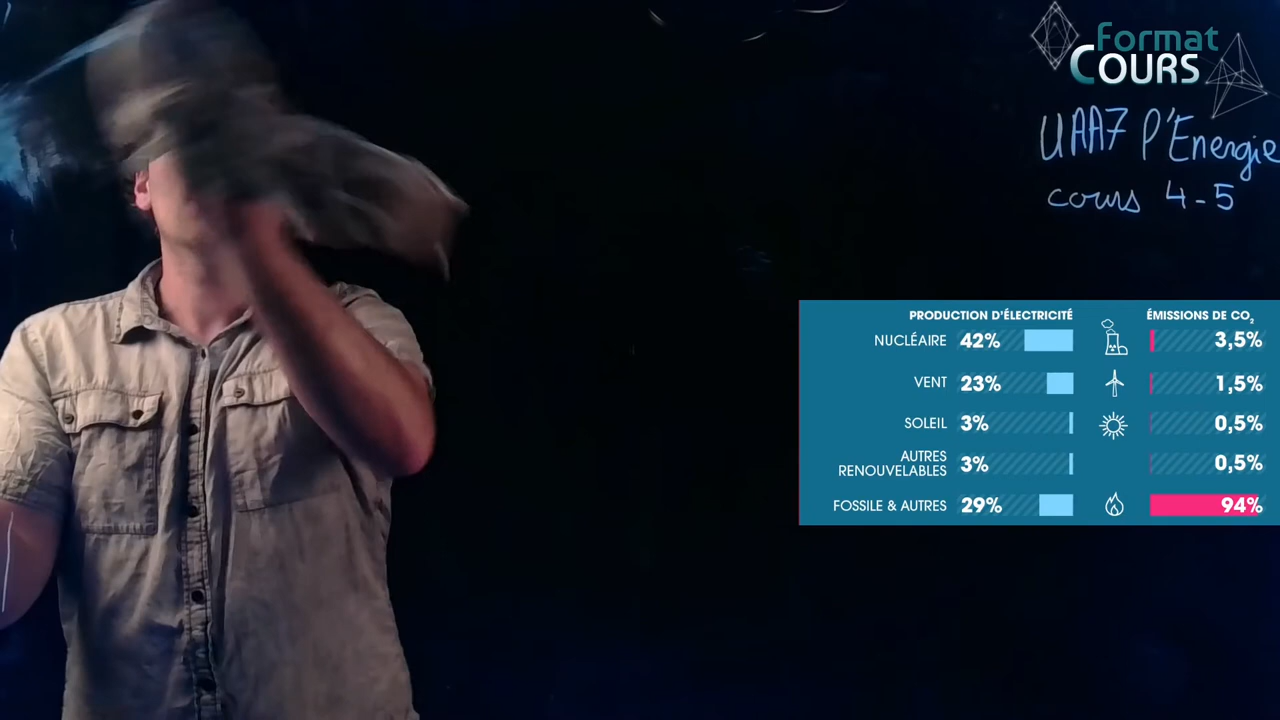 Format
COURS
UAA7 l'Energie
cours 4-5
PRODUCTION D'ÉLECTRICITÉ ÉMISSIONS DE CO2
NUCLÉAIRE 42% 3,5%
VENT 23% 1,5%
SOLEIL 3% 0,5%
AUTRES
RENOUVELABLES 3% 0,5%
FOSSILE & AUTRES 29% 94%